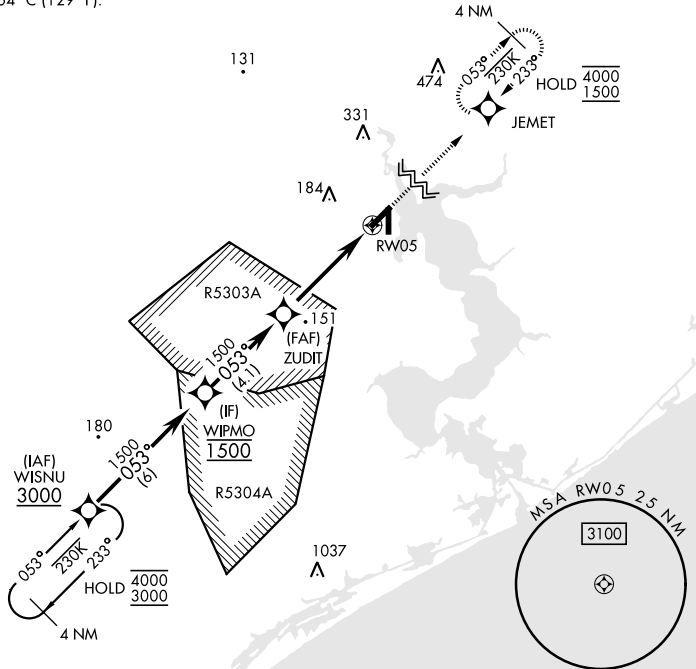 54°C (129°F).
4 NM
131
053°
230K
233°
474
HOLD 4000
1500
JEMET
331
184
RW05
R5303A
151
(FAF)
ZUDIT
1500
053°
(4.1)
(IF)
WIPMO
1500
180
1500
053°
(6)
(IAF)
WISNU
3000
R5304A
053°
230K
233°
HOLD 4000
3000
4 NM
1037
MSA RW05 25 NM
3100